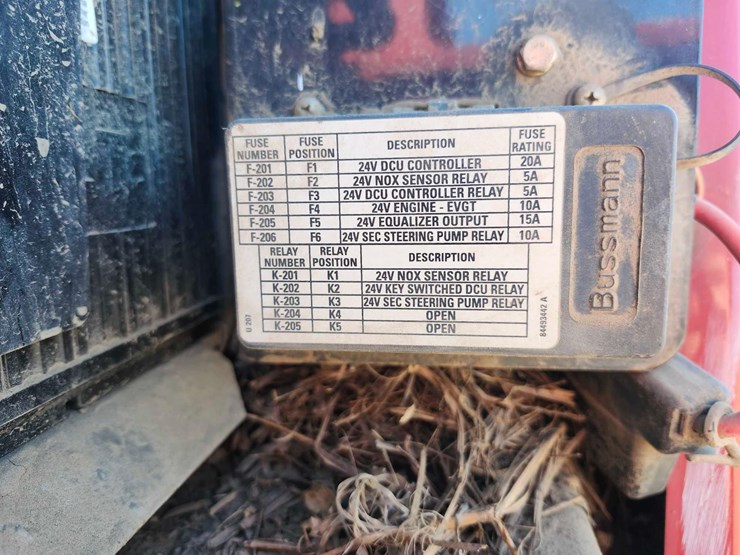 FUSE NUMBER FUSE POSITION DESCRIPTION FUSE RATING
F-201 F1 24V DCU CONTROLLER 20A
F-202 F2 24V NOX SENSOR RELAY 5A
F-203 F3 24V DCU CONTROLLER RELAY 5A
F-204 F4 24V ENGINE - EVGT 10A
F-205 F5 24V EQUALIZER OUTPUT 15A
F-206 F6 24V SEC STEERING PUMP RELAY 10A
RELAY NUMBER RELAY POSITION DESCRIPTION
K-201 K1 24V NOX SENSOR RELAY
K-202 K2 24V KEY SWITCHED DCU RELAY
K-203 K3 24V SEC STEERING PUMP RELAY
K-204 K4 OPEN
K-205 K5 OPEN
84493442 A
Bussmann